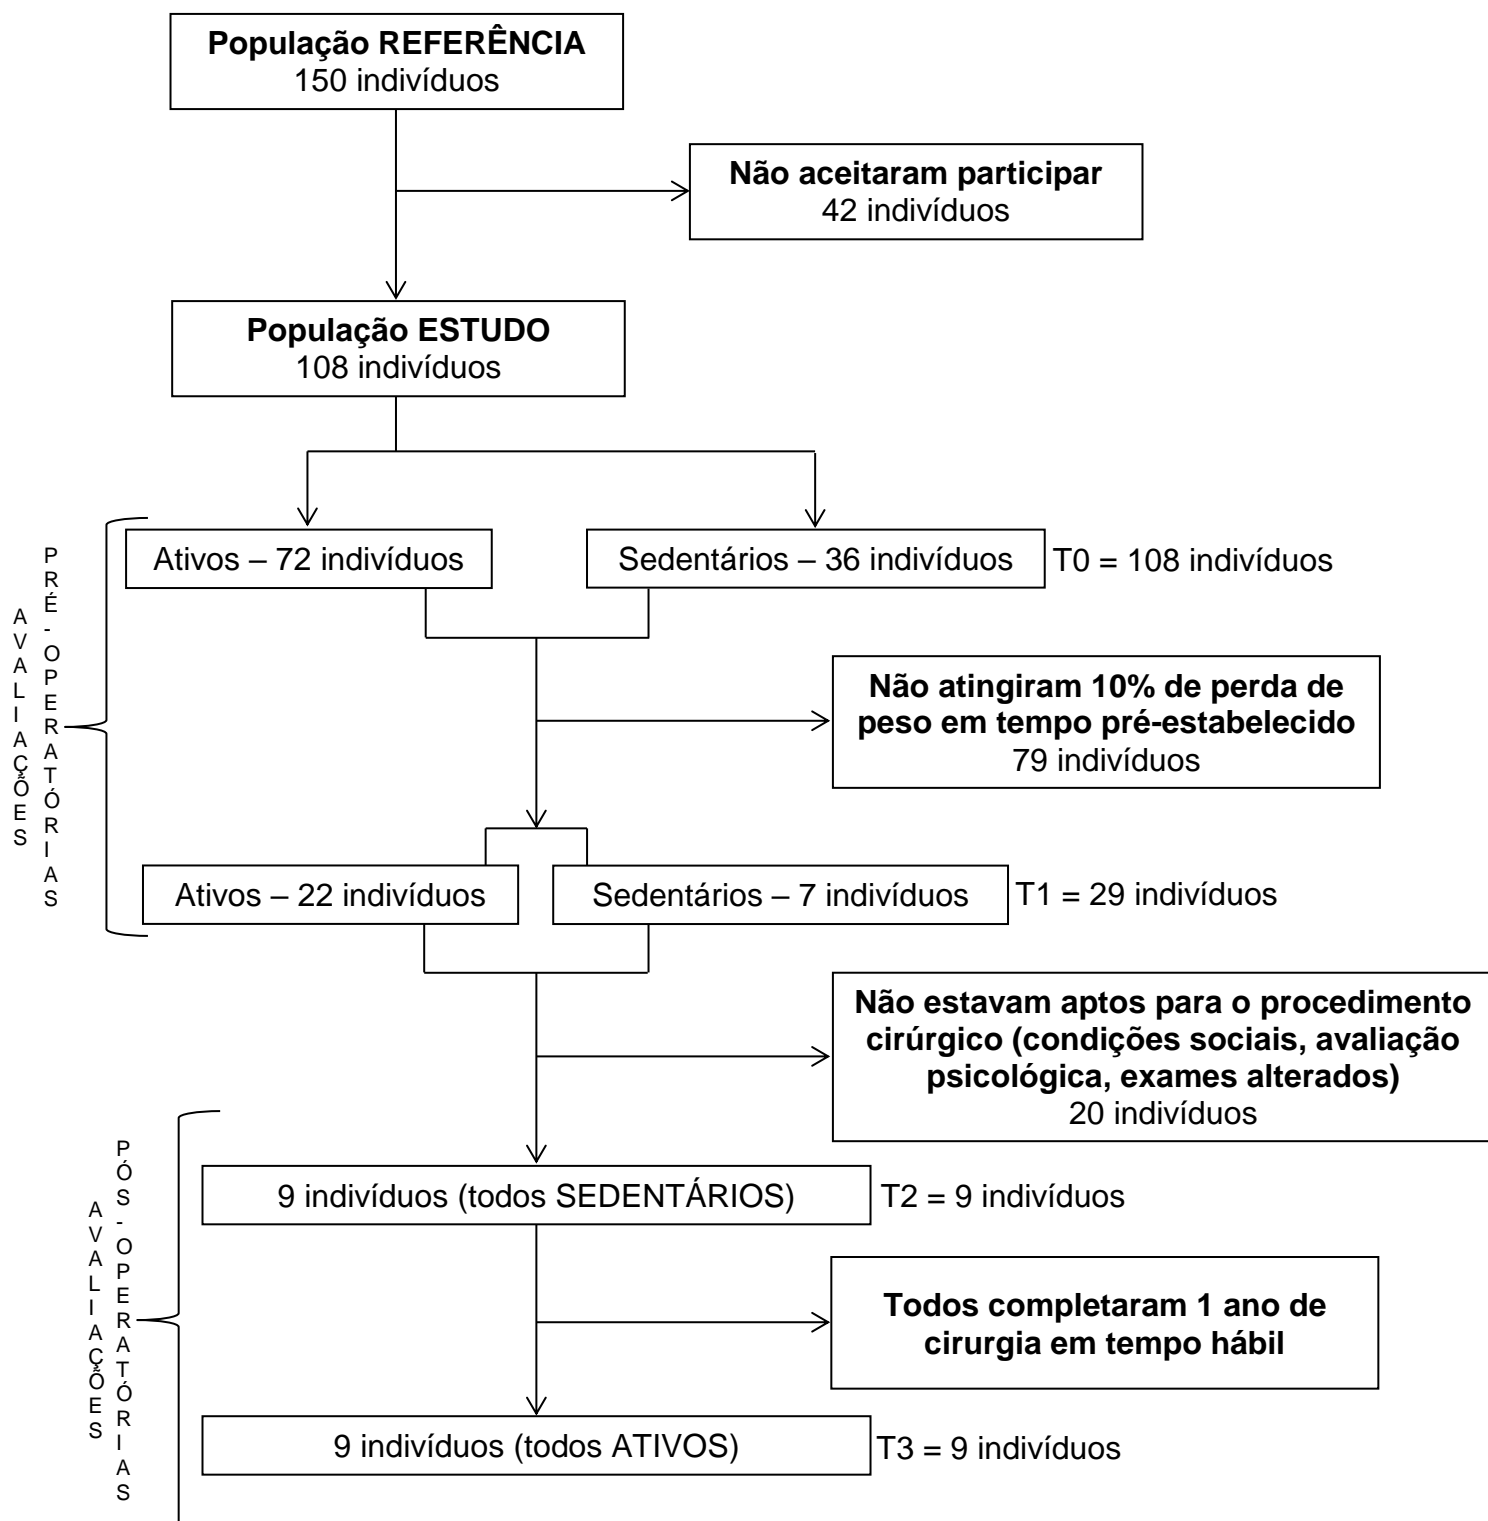 População REFERÊNCIA
150 indivíduos
Não aceitaram participar
42 indivíduos
População ESTUDO
108 indivíduos
AVALIAÇÕES
PRÉ-OPERATÓRIAS
Ativos – 72 indivíduos
Sedentários – 36 indivíduos
T0 = 108 indivíduos
Não atingiram 10% de perda de
peso em tempo pré-estabelecido
79 indivíduos
Ativos – 22 indivíduos
Sedentários – 7 indivíduos
T1 = 29 indivíduos
Não estavam aptos para o procedimento
cirúrgico (condições sociais, avaliação
psicológica, exames alterados)
20 indivíduos
AVALIAÇÕES
PÓS-OPERATÓRIAS
9 indivíduos (todos SEDENTÁRIOS)
T2 = 9 indivíduos
Todos completaram 1 ano de
cirurgia em tempo hábil
9 indivíduos (todos ATIVOS)
T3 = 9 indivíduos